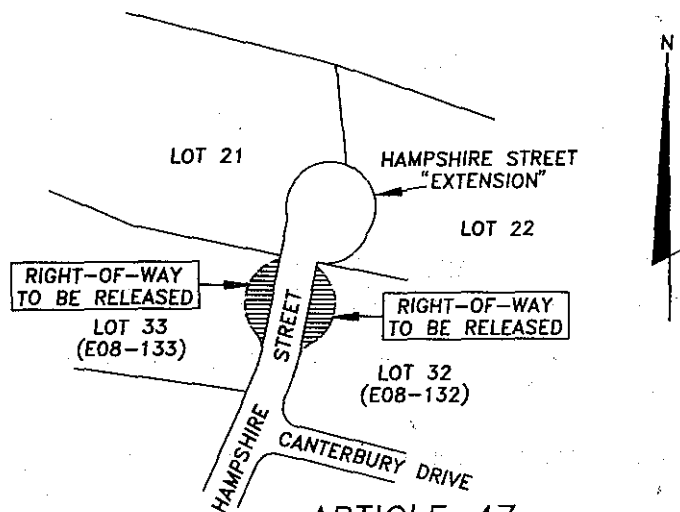 N
LOT 21
HAMPSHIRE STREET
"EXTENSION"
LOT 22
RIGHT-OF-WAY
TO BE RELEASED
RIGHT-OF-WAY
TO BE RELEASED
LOT 33
(E08-133)
LOT 32
(E08-132)
HAMPSHIRE STREET
CANTERBURY DRIVE
ARTICLE 47